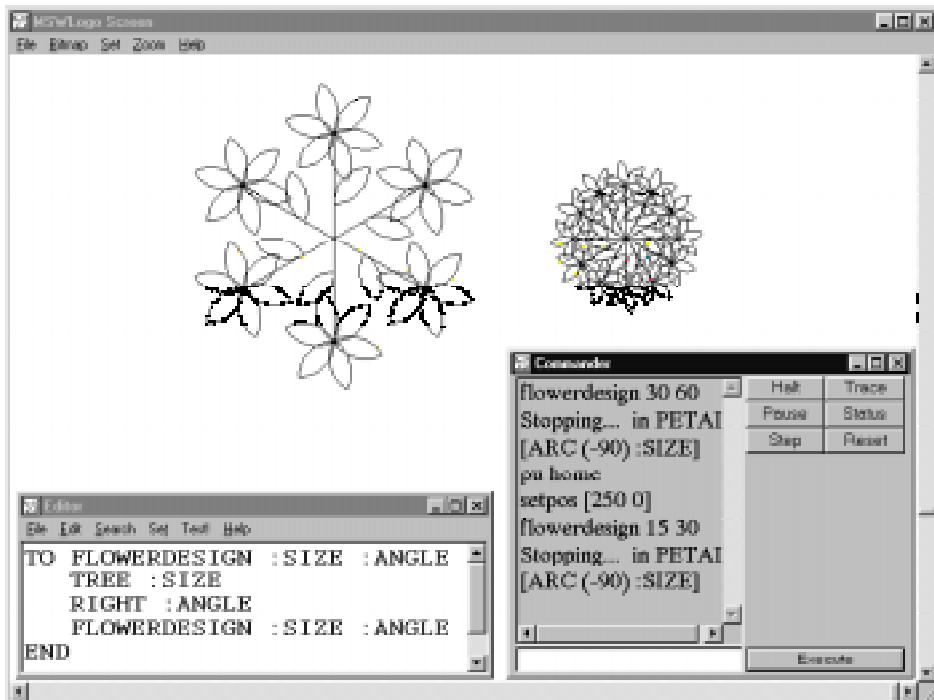 MSWLogo Screen
File Bitmap Set Zoom Help
Commander
flowerdesign 30 60
Stopping... in PETAL
[ARC (-90) :SIZE]
pu home
setpos [250 0]
flowerdesign 15 30
Stopping... in PETAL
[ARC (-90) :SIZE]
Halt Trace
Pause Status
Step Reset
Execute
Editor
File Edit Search Set Test! Help
TO FLOWERDESIGN :SIZE :ANGLE
TREE :SIZE
RIGHT :ANGLE
FLOWERDESIGN :SIZE :ANGLE
END